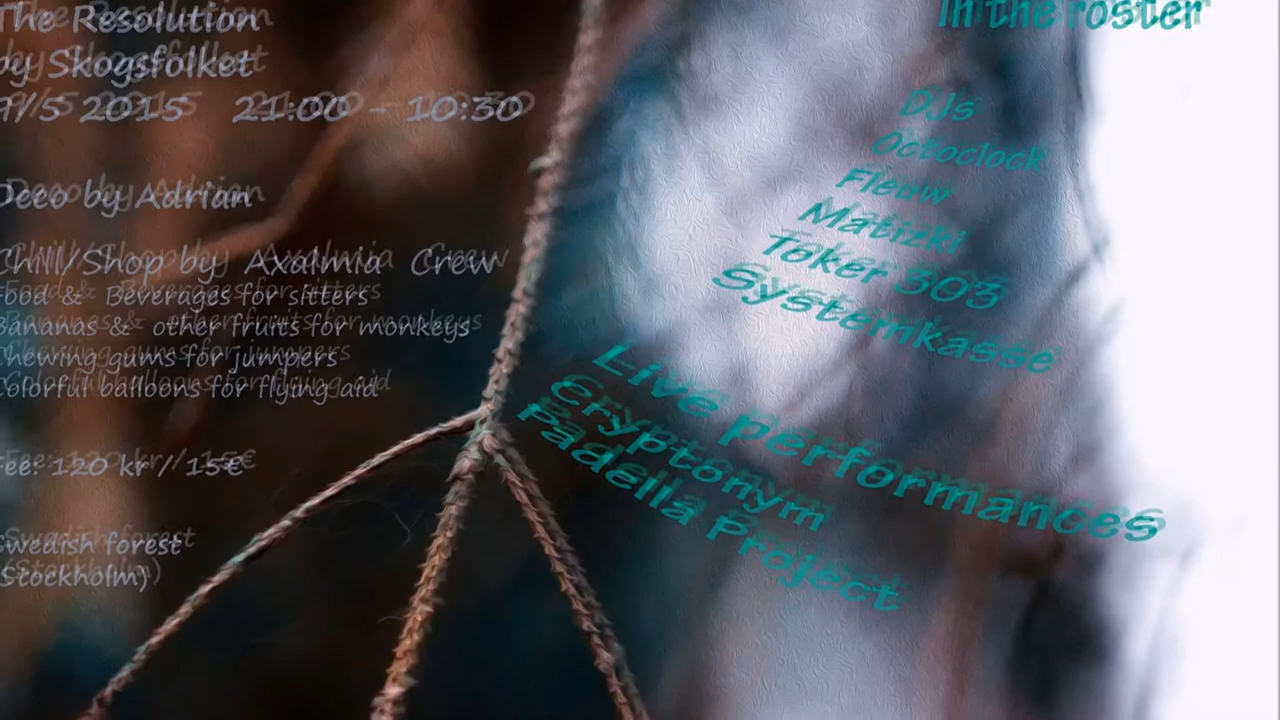 The Resolution
by Skogsfolket
9/5 2015 21:00 - 10:30
Deco by Adrian
Chill/Shop by Axalmia Crew
Food & Beverages for sitters
Bananas & other fruits for monkeys
Chewing gums for jumpers
Colorful balloons for flying aid
Fee: 120 kr // 15€
Swedish forest
(Stockholm)
In the roster
DJs
Octoclock
Fleuw
Matizki
Toker 303
Systemkasse
Live performances
Cryptonym
Padella Project